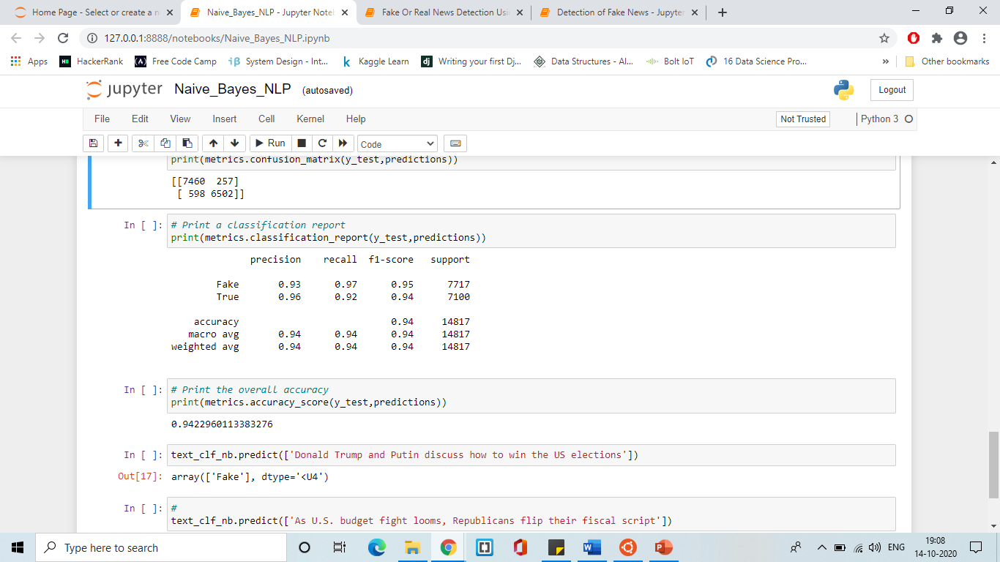 Home Page - Select or create a n
Naive_Bayes_NLP - Jupyter Note
Fake Or Real News Detection Usi
Detection of Fake News - Jupyter
127.0.0.1:8888/notebooks/Naive_Bayes_NLP.ipynb
Apps
HackerRank
Free Code Camp
System Design - Int...
Kaggle Learn
Writing your first Dj...
Data Structures - Al...
Bolt IoT
16 Data Science Pro...
»
Other bookmarks
jupyter Naive_Bayes_NLP (autosaved)
Logout
File Edit View Insert Cell Kernel Help
Not Trusted
Python 3
Run
Code
print(metrics.confusion_matrix(y_test,predictions))
[[7460  257]
 [ 598 6502]]
In [ ]: # Print a classification report
print(metrics.classification_report(y_test,predictions))
precision recall f1-score support
Fake 0.93 0.97 0.95 7717
True 0.96 0.92 0.94 7100
accuracy 0.94 14817
macro avg 0.94 0.94 0.94 14817
weighted avg 0.94 0.94 0.94 14817
In [ ]: # Print the overall accuracy
print(metrics.accuracy_score(y_test,predictions))
0.9422960113383276
In [ ]: text_clf_nb.predict(['Donald Trump and Putin discuss how to win the US elections'])
Out[17]: array(['Fake'], dtype='<U4')
In [ ]: #
text_clf_nb.predict(['As U.S. budget fight looms, Republicans flip their fiscal script'])
Type here to search
ENG
19:08
14-10-2020